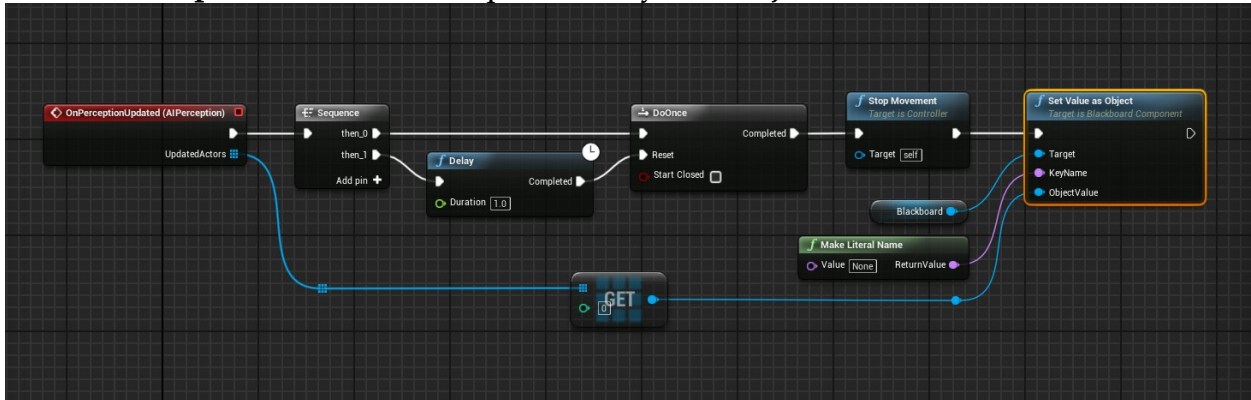 OnPerceptionUpdated (AIPerception)
UpdatedActors
Sequence
then_0
then_1
Add pin +
Delay
Completed
Duration 1.0
DoOnce
Completed
Reset
Start Closed
Stop Movement
Target is Controller
Target self
Set Value as Object
Target is Blackboard Component
Target
KeyName
ObjectValue
Blackboard
Make Literal Name
Value None ReturnValue
GET
0